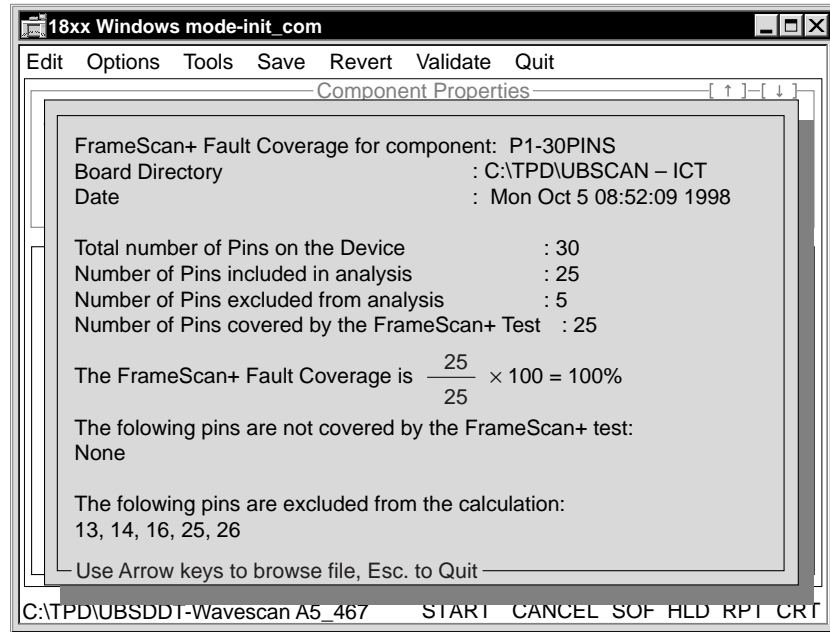 18xx Windows mode-init_com
Edit Options Tools Save Revert Validate Quit
Component Properties [ ↑ ] [ ↓ ]
FrameScan+ Fault Coverage for component: P1-30PINS
Board Directory : C:\TPD\UBSCAN – ICT
Date : Mon Oct 5 08:52:09 1998
Total number of Pins on the Device : 30
Number of Pins included in analysis : 25
Number of Pins excluded from analysis : 5
Number of Pins covered by the FrameScan+ Test : 25
The FrameScan+ Fault Coverage is 25/25 × 100 = 100%
The folowing pins are not covered by the FrameScan+ test:
None
The folowing pins are excluded from the calculation:
13, 14, 16, 25, 26
Use Arrow keys to browse file, Esc. to Quit
C:\TPD\UBSDDT-Wavescan A5_467 START CANCEL SOF HLD RPT CRT